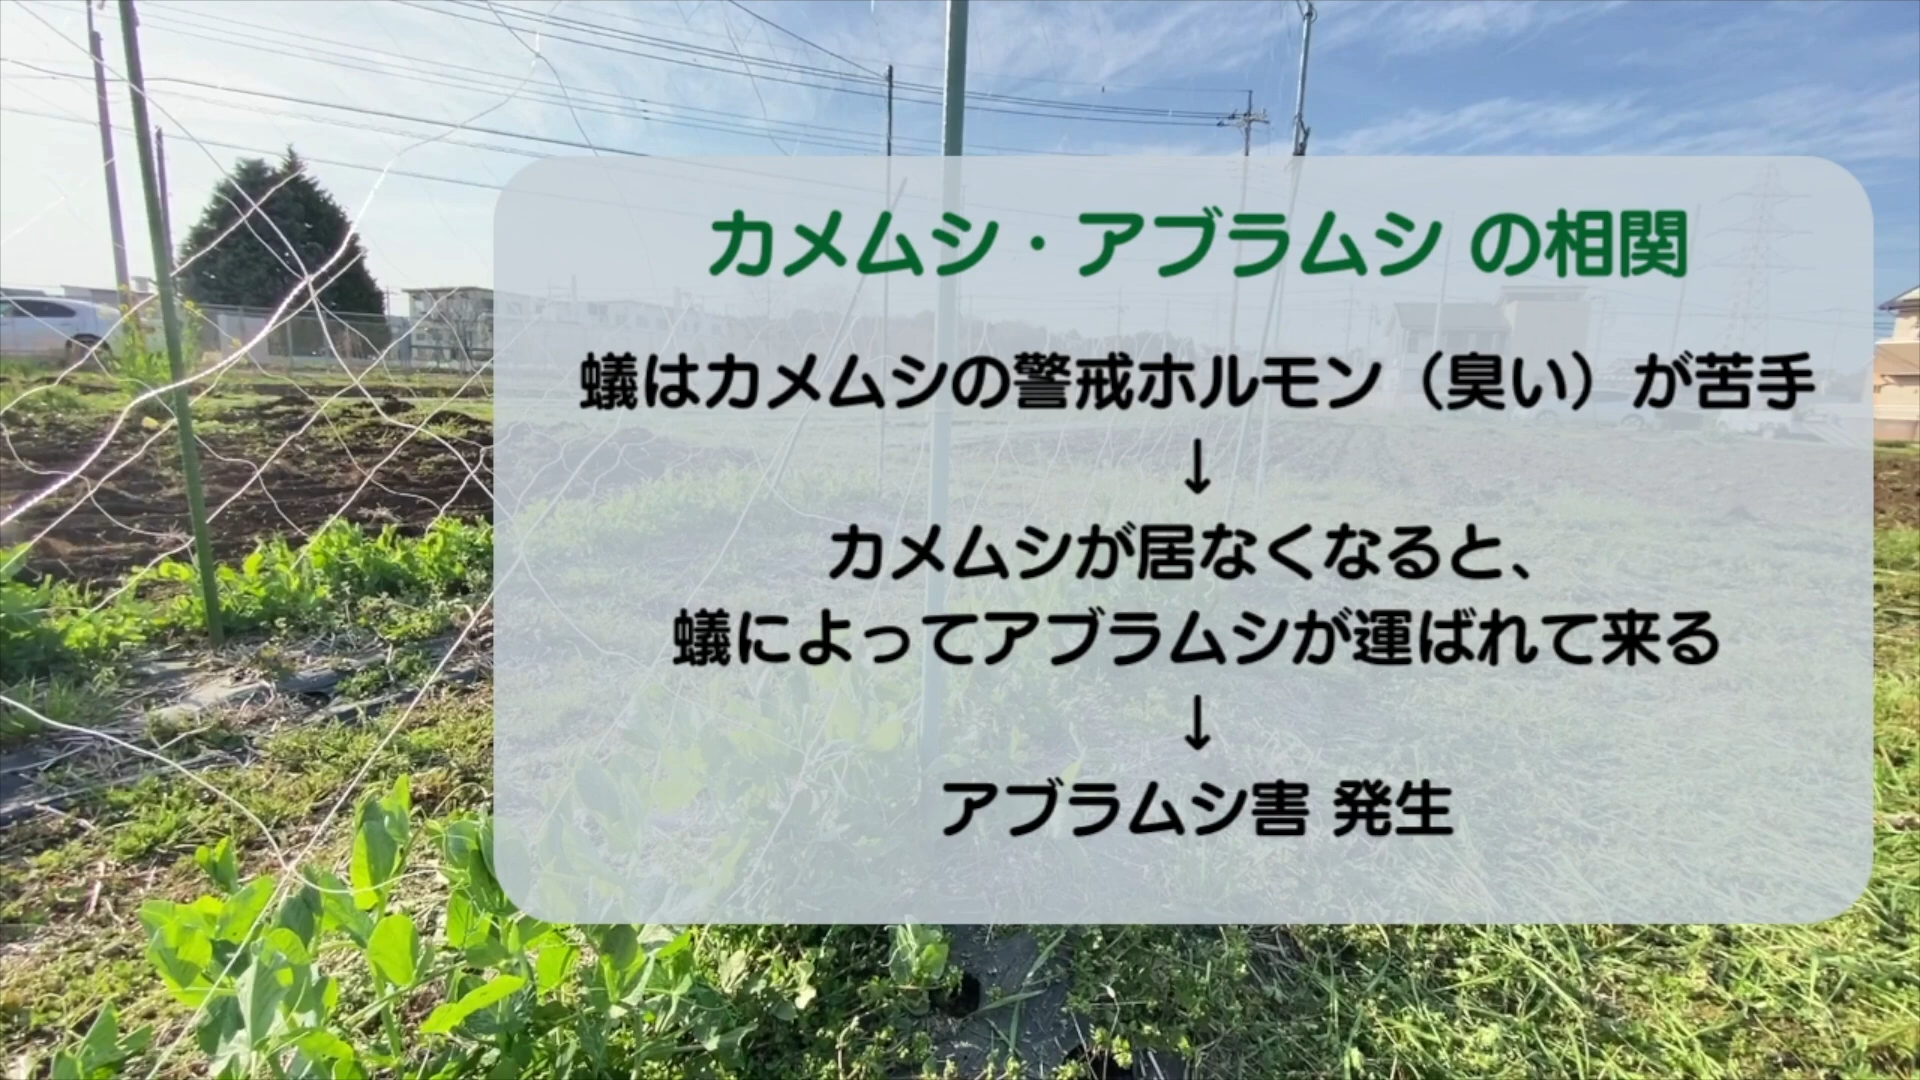 カメムシ・アブラムシ の相関
蟻はカメムシの警戒ホルモン（臭い）が苦手
↓
カメムシが居なくなると、
蟻によってアブラムシが運ばれて来る
↓
アブラムシ害 発生